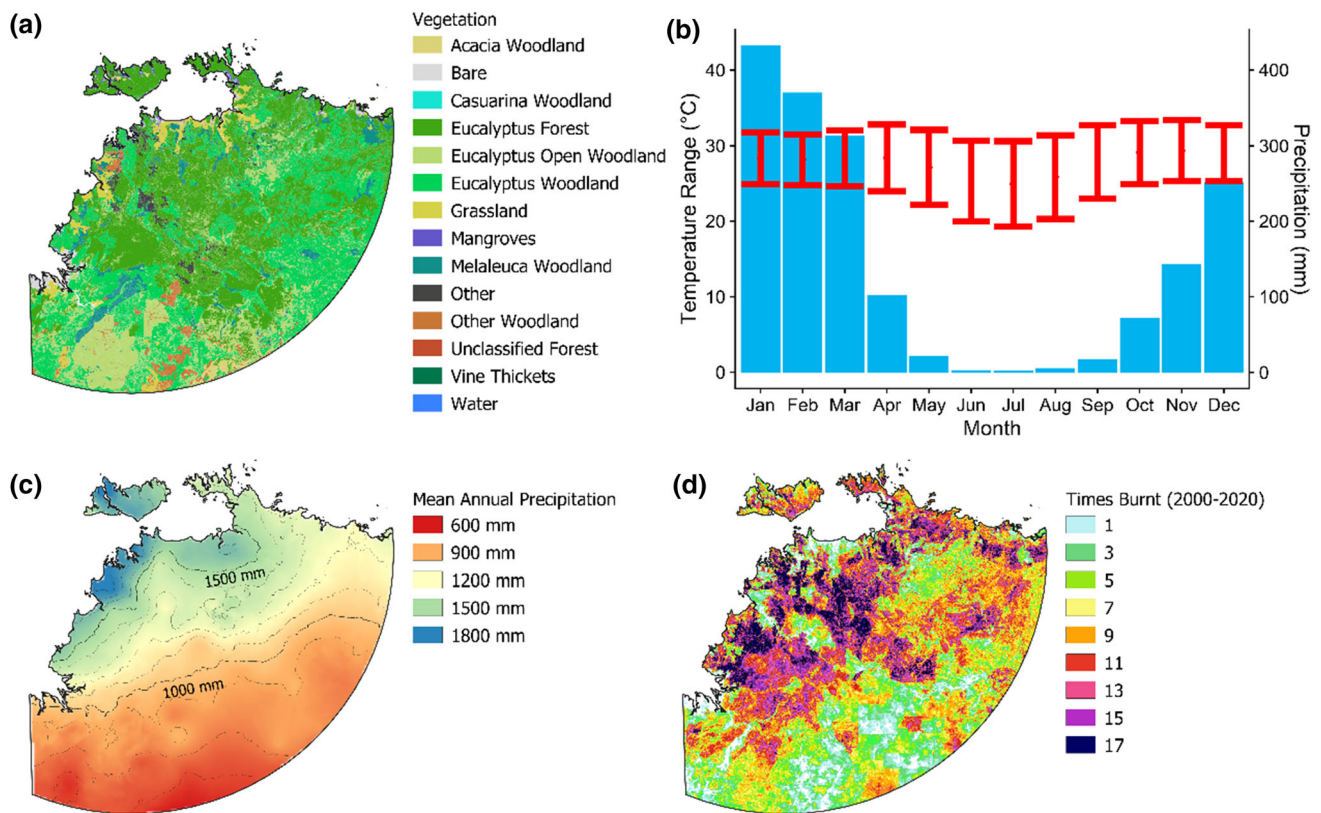 (a)
Vegetation
Acacia Woodland
Bare
Casuarina Woodland
Eucalyptus Forest
Eucalyptus Open Woodland
Eucalyptus Woodland
Grassland
Mangroves
Melaleuca Woodland
Other
Other Woodland
Unclassified Forest
Vine Thickets
Water
(b)
Temperature Range (°C)
40
30
20
10
0
Precipitation (mm)
400
300
200
100
0
Jan Feb Mar Apr May Jun Jul Aug Sep Oct Nov Dec
Month
(c)
1500 mm
1000 mm
Mean Annual Precipitation
600 mm
900 mm
1200 mm
1500 mm
1800 mm
(d)
Times Burnt (2000-2020)
1
3
5
7
9
11
13
15
17